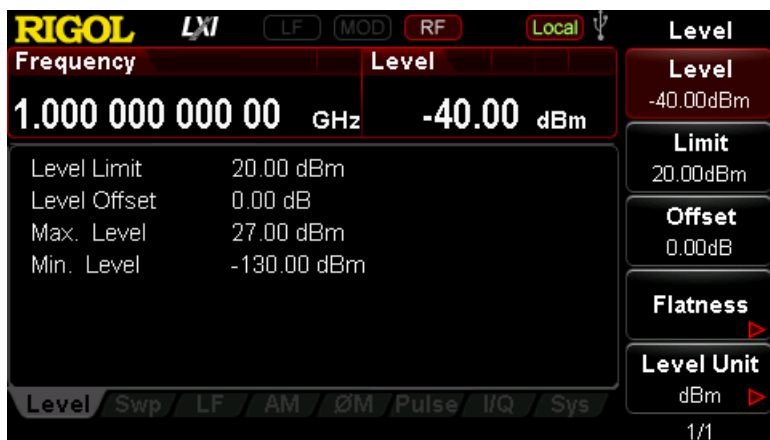 RIGOL LXI LF MOD RF Local
Frequency Level
1.000 000 000 00 GHz -40.00 dBm
Level Limit 20.00 dBm
Level Offset 0.00 dB
Max. Level 27.00 dBm
Min. Level -130.00 dBm
Level Swp LF AM ØM Pulse I/Q Sys
Level
Level
-40.00dBm
Limit
20.00dBm
Offset
0.00dB
Flatness
Level Unit
dBm
1/1